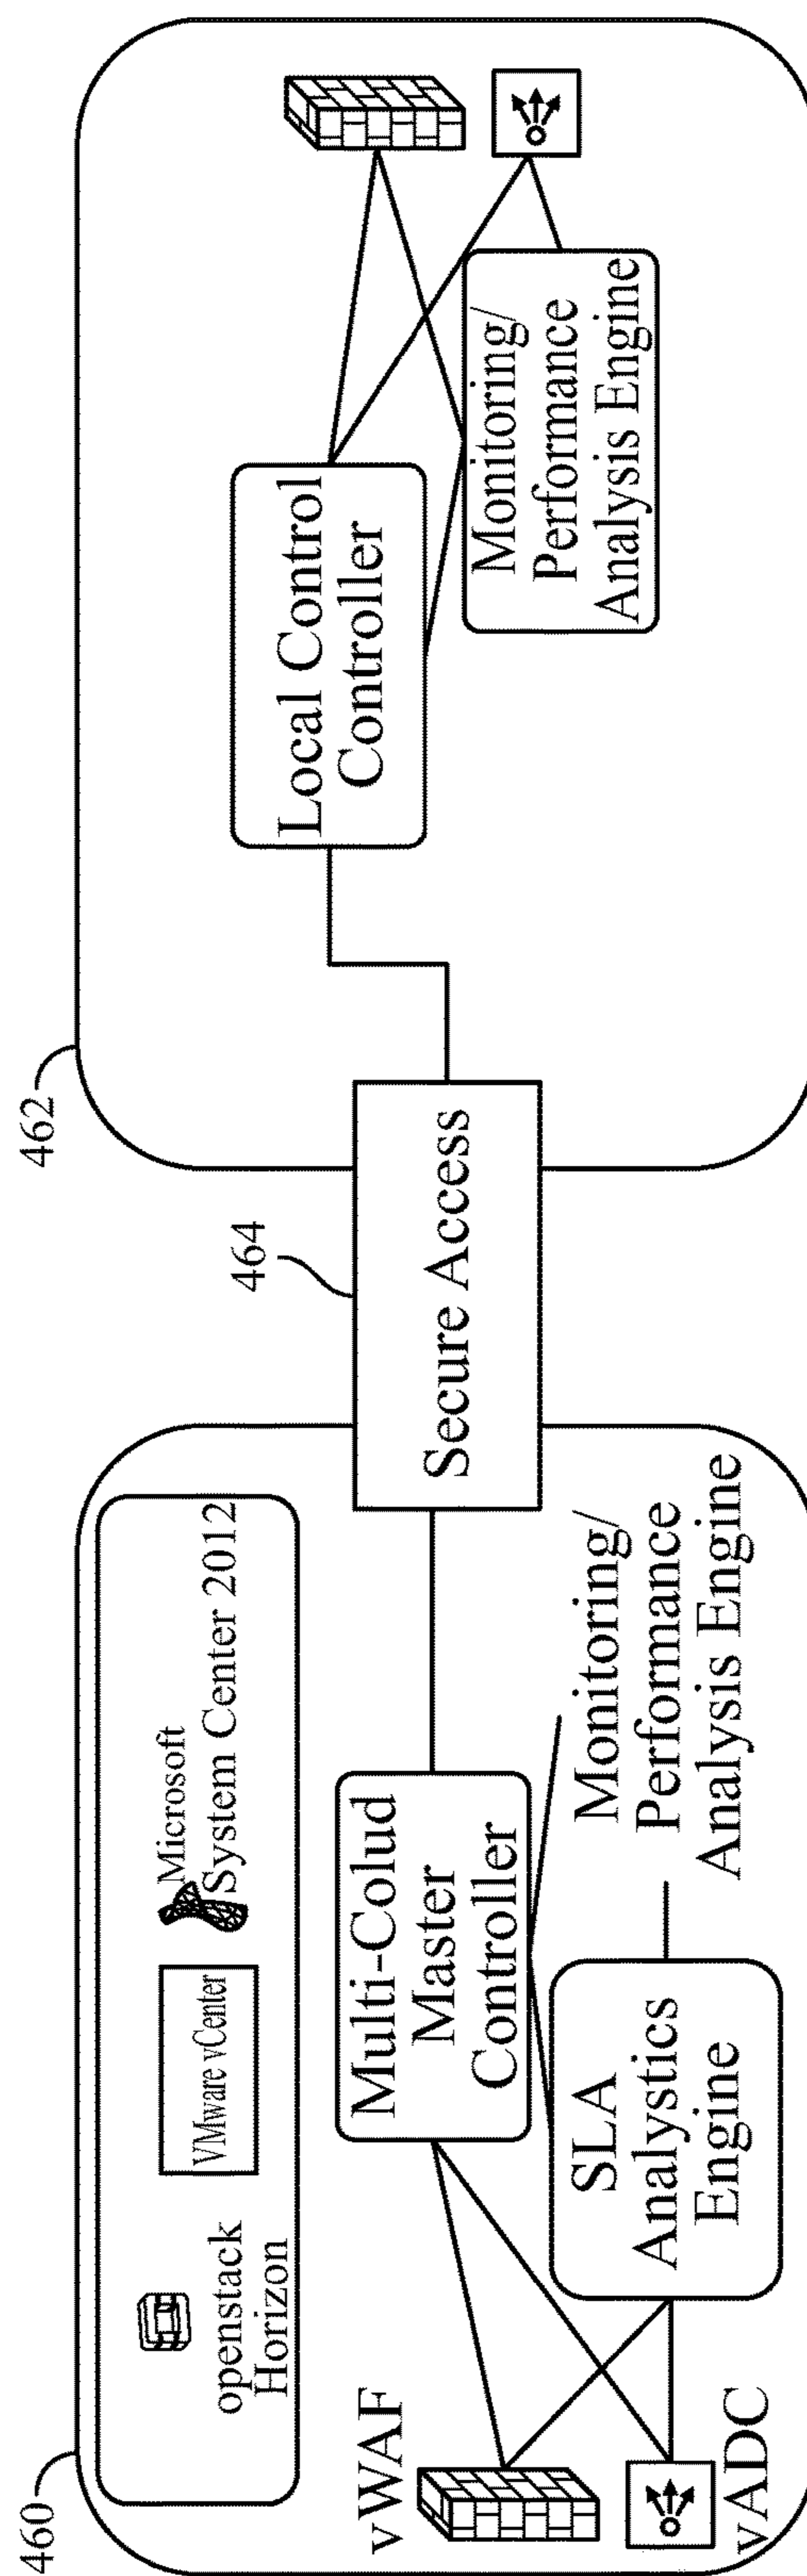 460
openstack
Horizon
VMware vCenter
Microsoft
System Center 2012
vWAF
vADC
Multi-Colud
Master
Controller
SLA
Analystics
Engine
Monitoring/
Performance
Analysis Engine
464
Secure Access
462
Local Control
Controller
Monitoring/
Performance
Analysis Engine